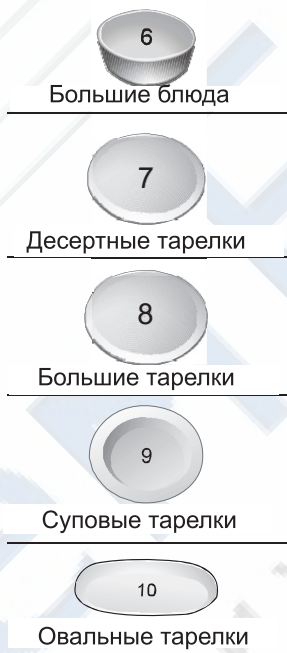 6
Большие блюда
7
Десертные тарелки
8
Большие тарелки
9
Суповые тарелки
10
Овальные тарелки